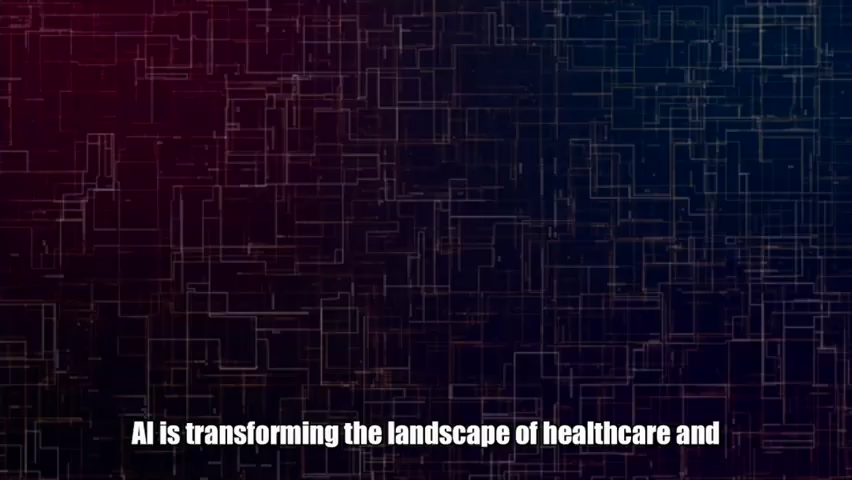 AI is transforming the landscape of healthcare and